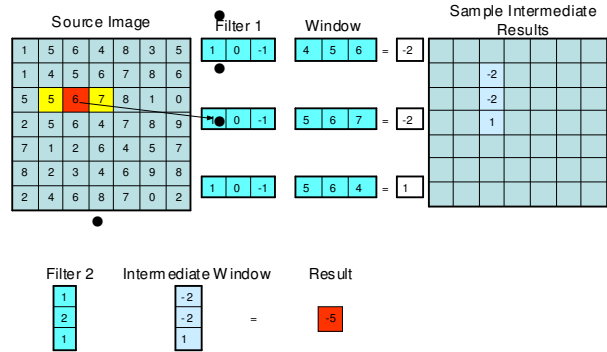 Source Image Filter 1 Window Sample Intermediate
Results
1 5 6 4 8 3 5 1 0 -1 4 5 6 = -2
1 4 5 6 7 8 6 -2
5 5 6 7 8 1 0 -2
2 5 6 4 7 8 9 1 0 -1 5 6 7 = -2 1
7 1 2 6 4 5 7
8 2 3 4 6 9 8 1 0 -1 5 6 4 = 1
2 4 6 8 7 0 2
Filter 2 Intermediate Window Result
1 -2
2 -2 = -5
1 1